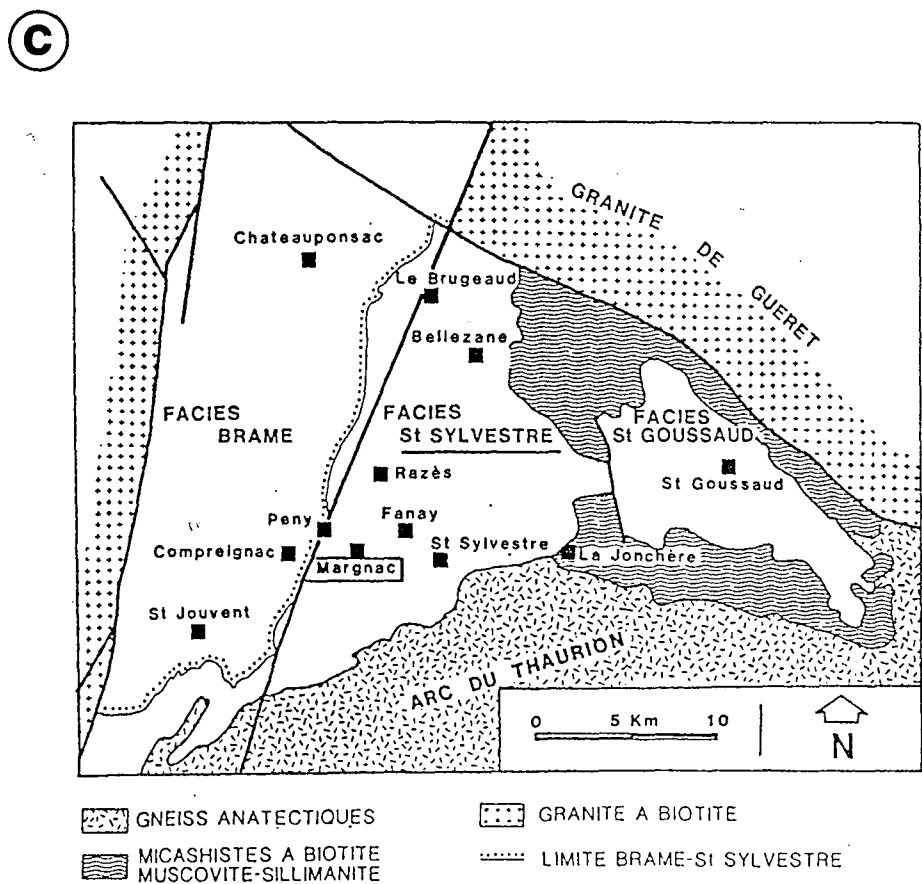 C
GRANITE
DE
GUERET
Chateauponsac
Le Brugeaud
Bellezane
FACIES
BRAME
FACIES
St SYLVESTRE
FACIES
St GOUSSAUD
St Goussaud
Razès
Peny
Fanay
Compreignac
Margnac
St Sylvestre
La Jonchère
St Jouvent
ARC DU THAURION
0 5 Km 10
N
GNEISS ANATECTIQUES
MICASHISTES A BIOTITE
MUSCOVITE-SILLIMANITE
GRANITE A BIOTITE
LIMITE BRAME-St SYLVESTRE